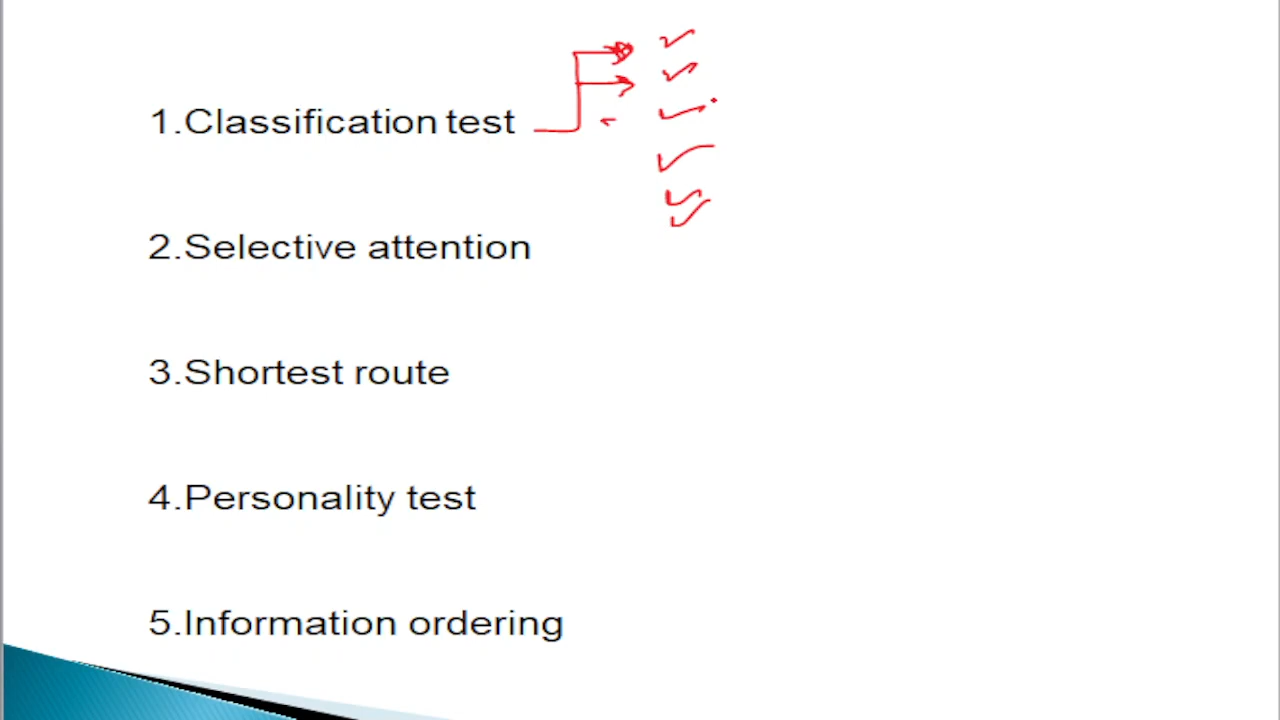 1.Classification test
2.Selective attention
3.Shortest route
4.Personality test
5.Information ordering